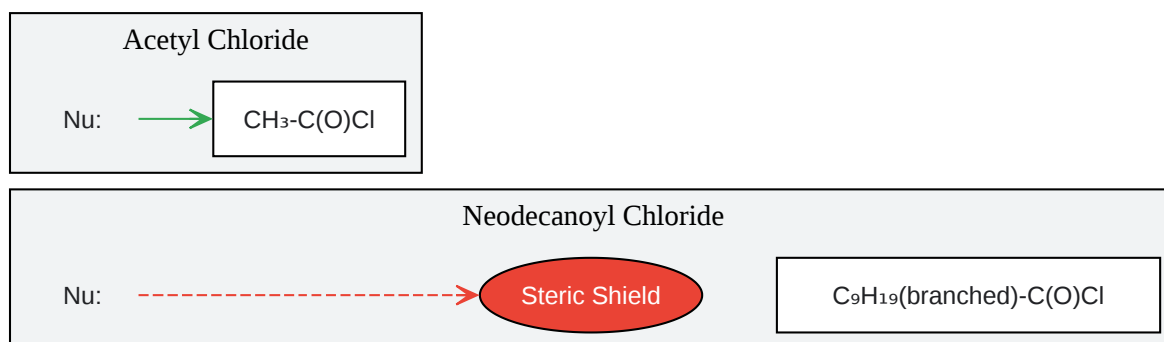 Acetyl Chloride
Nu:
CH₃-C(O)Cl
Neodecanoyl Chloride
Nu:
Steric Shield
C₉H₁₉(branched)-C(O)Cl